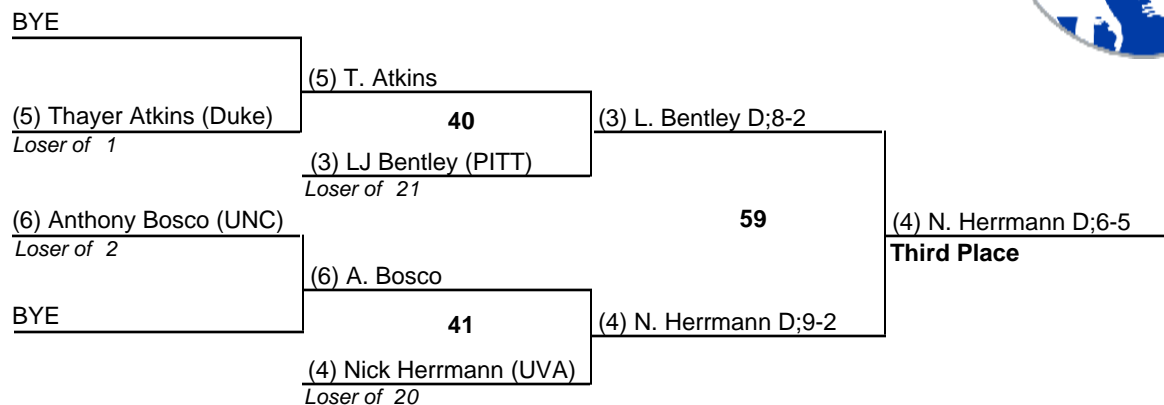 BYE
(5) T. Atkins
(5) Thayer Atkins (Duke)
Loser of 1
40
(3) L. Bentley D;8-2
(3) LJ Bentley (PITT)
Loser of 21
(6) Anthony Bosco (UNC)
Loser of 2
59
(4) N. Herrmann D;6-5
Third Place
(6) A. Bosco
BYE
41
(4) N. Herrmann D;9-2
(4) Nick Herrmann (UVA)
Loser of 20